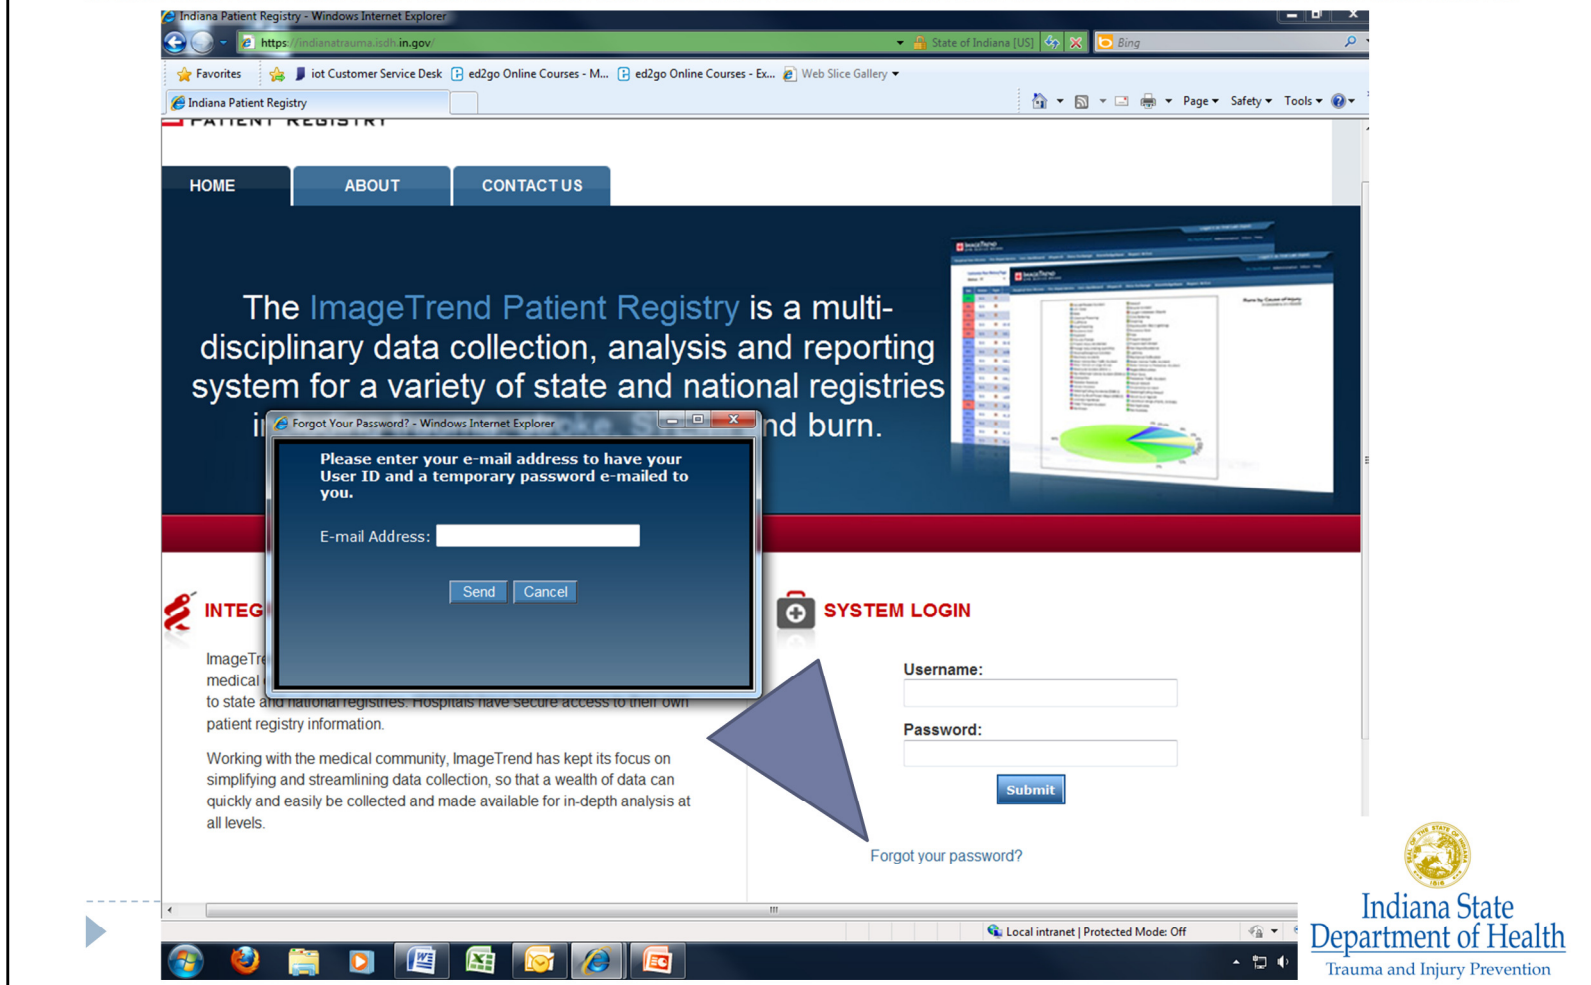 Indiana Patient Registry - Windows Internet Explorer
https://indianatrauma.isdh.in.gov/
State of Indiana [US]
Bing
Favorites
iot Customer Service Desk
ed2go Online Courses - M...
ed2go Online Courses - Ex...
Web Slice Gallery
Indiana Patient Registry
Page
Safety
Tools
PATIENT REGISTRY
HOME
ABOUT
CONTACT US
The ImageTrend Patient Registry is a multi-
disciplinary data collection, analysis and reporting
system for a variety of state and national registries
nd burn.
ImageTrend
ImageTrend
Forgot Your Password? - Windows Internet Explorer
Please enter your e-mail address to have your
User ID and a temporary password e-mailed to
you.
E-mail Address:
Send
Cancel
INTEG
ImageTre
medical
to state and national registries. Hospitals have secure access to their own
patient registry information.
Working with the medical community, ImageTrend has kept its focus on
simplifying and streamlining data collection, so that a wealth of data can
quickly and easily be collected and made available for in-depth analysis at
all levels.
SYSTEM LOGIN
Username:
Password:
Submit
Forgot your password?
Local intranet | Protected Mode: Off
Indiana State
Department of Health
Trauma and Injury Prevention